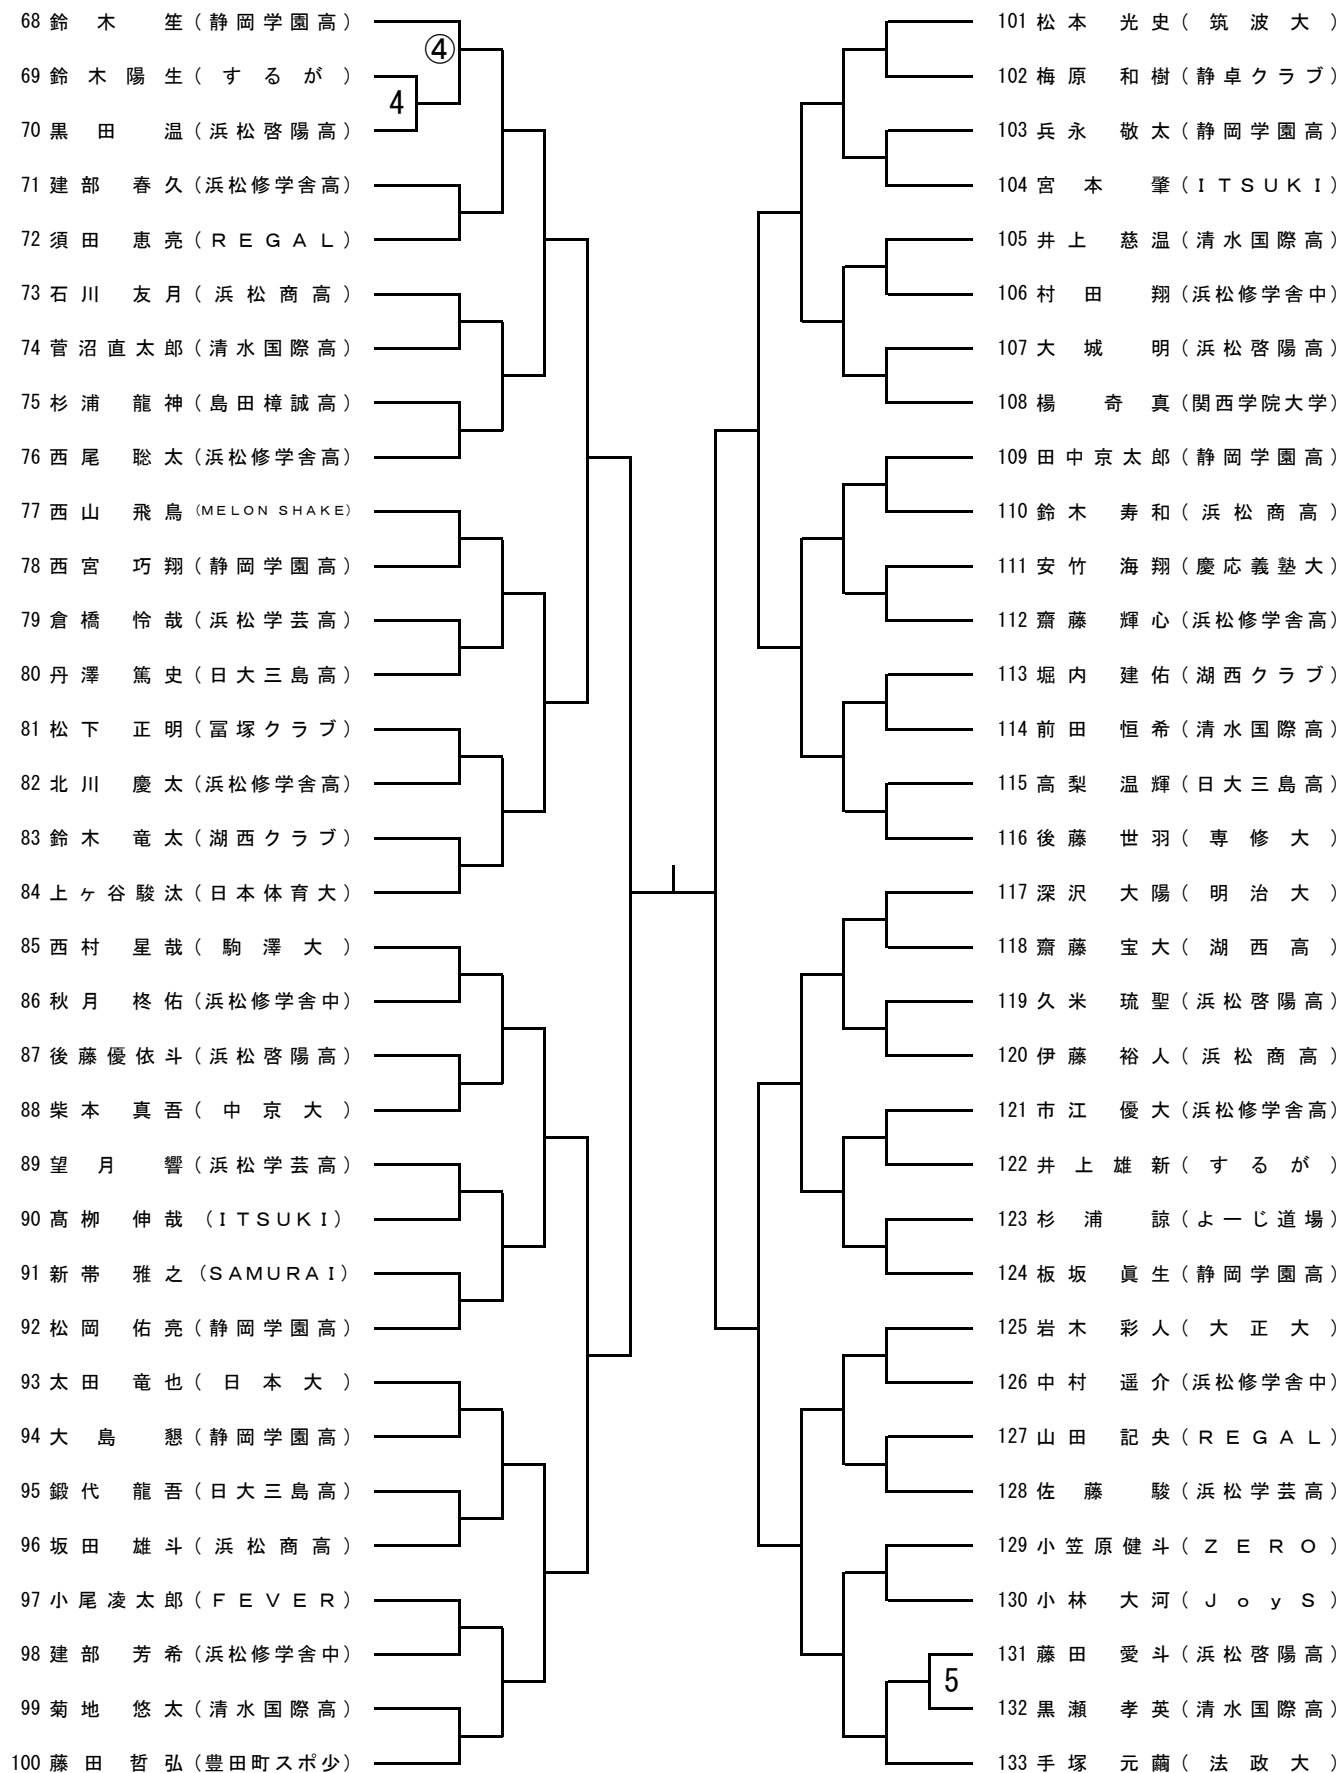 68 鈴木 笙 (静岡学園高)
④
69 鈴木陽生 (するが)
4
70 黒田 温 (浜松啓陽高)
71 建部 春久 (浜松修学舎高)
72 須田 恵亮 (REGAL)
73 石川 友月 (浜松商高)
74 菅沼直太郎 (清水国際高)
75 杉浦 龍神 (島田樟誠高)
76 西尾 聡太 (浜松修学舎高)
77 西山 飛鳥 (MELON SHAKE)
78 西宮 巧翔 (静岡学園高)
79 倉橋 怜哉 (浜松学芸高)
80 丹澤 篤史 (日大三島高)
81 松下 正明 (冨塚クラブ)
82 北川 慶太 (浜松修学舎高)
83 鈴木 竜太 (湖西クラブ)
84 上ヶ谷駿汰 (日本体育大)
85 西村 星哉 (駒澤大)
86 秋月 柊佑 (浜松修学舎中)
87 後藤優依斗 (浜松啓陽高)
88 柴本 真吾 (中京大)
89 望月 響 (浜松学芸高)
90 髙栁 伸哉 (ITSUKI)
91 新帯 雅之 (SAMURAI)
92 松岡 佑亮 (静岡学園高)
93 太田 竜也 (日本大)
94 大島 懇 (静岡学園高)
95 鍛代 龍吾 (日大三島高)
96 坂田 雄斗 (浜松商高)
97 小尾凌太郎 (FEVER)
98 建部 芳希 (浜松修学舎中)
99 菊地 悠太 (清水国際高)
100 藤田 哲弘 (豊田町スポ少)
101 松本 光史 (筑波大)
102 梅原 和樹 (静卓クラブ)
103 兵永 敬太 (静岡学園高)
104 宮本 肇 (ITSUKI)
105 井上 慈温 (清水国際高)
106 村田 翔 (浜松修学舎中)
107 大城 明 (浜松啓陽高)
108 楊 奇真 (関西学院大学)
109 田中京太郎 (静岡学園高)
110 鈴木 寿和 (浜松商高)
111 安竹 海翔 (慶応義塾大)
112 齋藤 輝心 (浜松修学舎高)
113 堀内 建佑 (湖西クラブ)
114 前田 恒希 (清水国際高)
115 高梨 温輝 (日大三島高)
116 後藤 世羽 (専修大)
117 深沢 大陽 (明治大)
118 齋藤 宝大 (湖西高)
119 久米 琉聖 (浜松啓陽高)
120 伊藤 裕人 (浜松商高)
121 市江 優大 (浜松修学舎高)
122 井上雄新 (するが)
123 杉浦 諒 (よーじ道場)
124 板坂 眞生 (静岡学園高)
125 岩木 彩人 (大正大)
126 中村 遥介 (浜松修学舎中)
127 山田 記央 (REGAL)
128 佐藤 駿 (浜松学芸高)
129 小笠原健斗 (ZERO)
130 小林 大河 (JoyS)
131 藤田 愛斗 (浜松啓陽高)
5
132 黒瀬 孝英 (清水国際高)
133 手塚 元繭 (法政大)